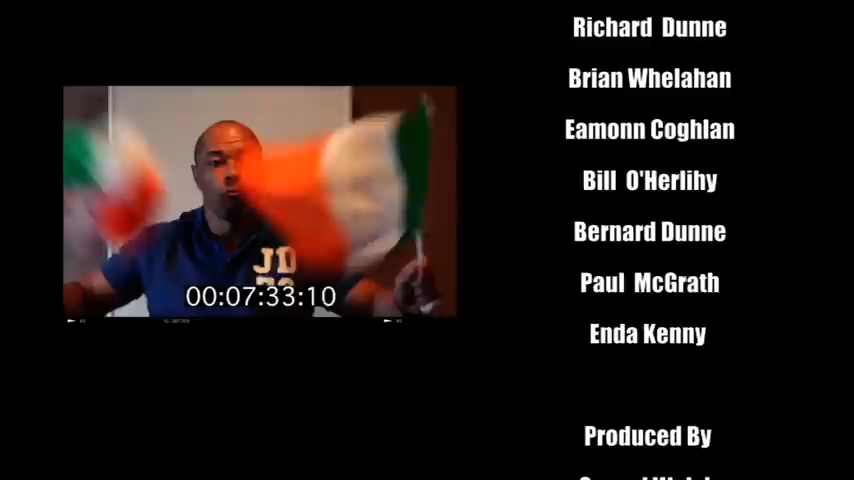 Richard Dunne
Brian Whelahan
Eamonn Coghlan
Bill O'Herlihy
Bernard Dunne
Paul McGrath
Enda Kenny
Produced By
JD
00:07:33:10